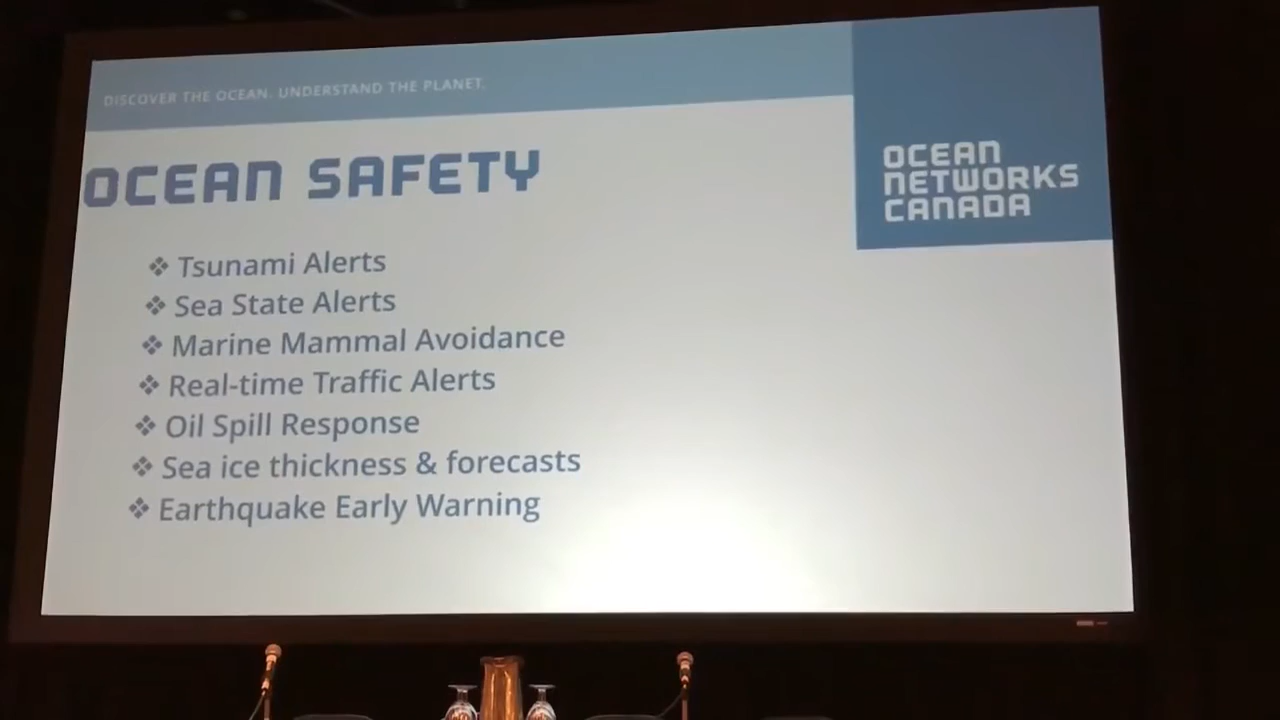 DISCOVER THE OCEAN. UNDERSTAND THE PLANET.
OCEAN SAFETY
OCEAN
NETWORKS
CANADA
❖ Tsunami Alerts
❖ Sea State Alerts
❖ Marine Mammal Avoidance
❖ Real-time Traffic Alerts
❖ Oil Spill Response
❖ Sea ice thickness & forecasts
❖ Earthquake Early Warning